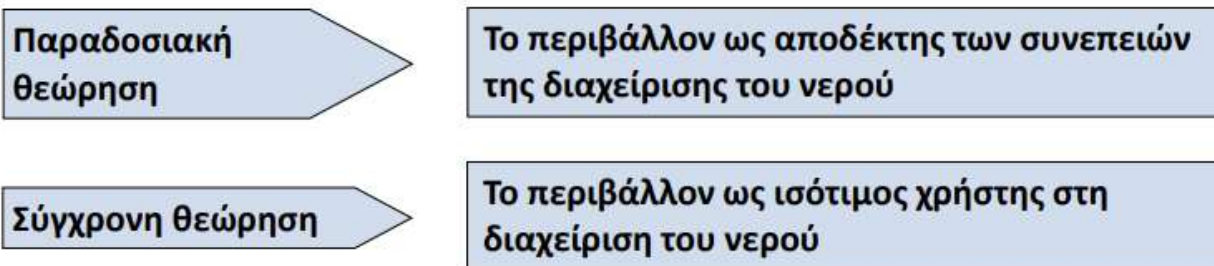 Παραδοσιακή
θεώρηση
Το περιβάλλον ως αποδέκτης των συνεπειών
της διαχείρισης του νερού
Σύγχρονη θεώρηση
Το περιβάλλον ως ισότιμος χρήστης στη
διαχείριση του νερού